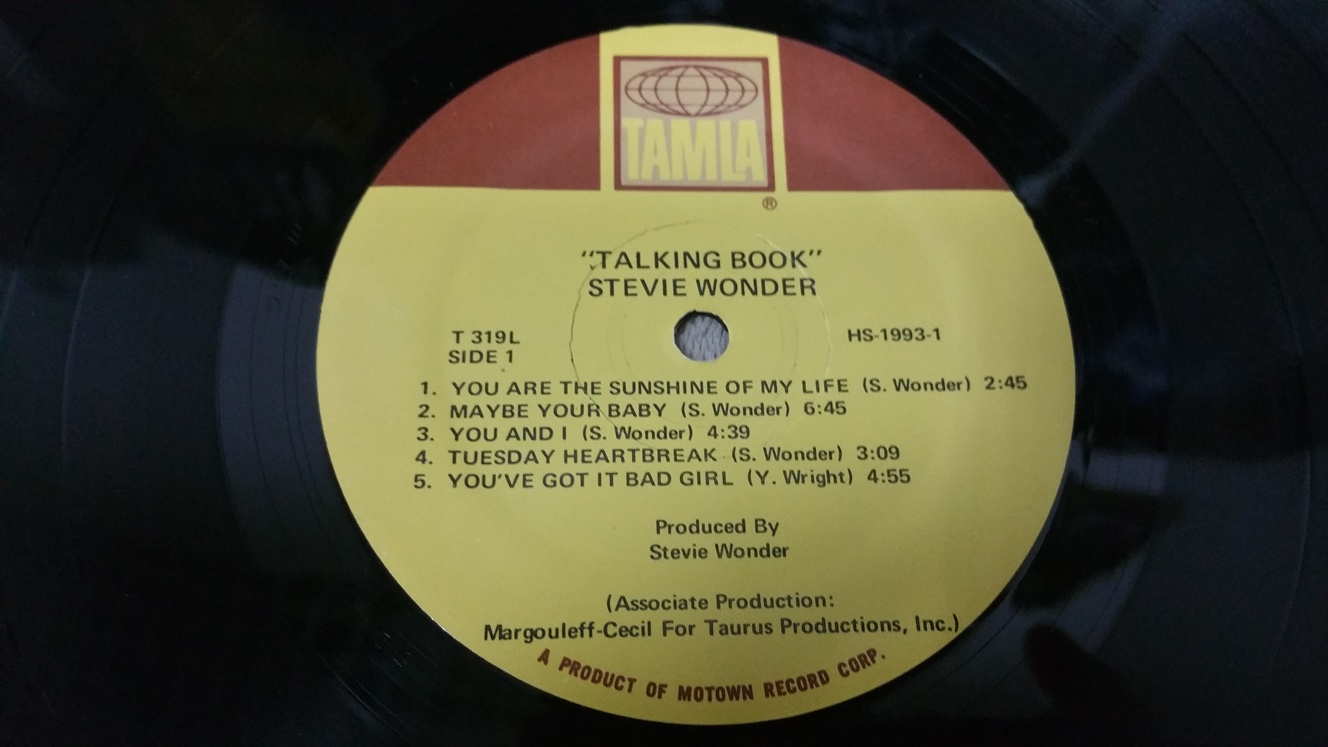 TAMLA
®
"TALKING BOOK"
STEVIE WONDER
T 319L
SIDE 1
HS-1993-1
1. YOU ARE THE SUNSHINE OF MY LIFE (S. Wonder) 2:45
2. MAYBE YOUR BABY (S. Wonder) 6:45
3. YOU AND I (S. Wonder) 4:39
4. TUESDAY HEARTBREAK (S. Wonder) 3:09
5. YOU'VE GOT IT BAD GIRL (Y. Wright) 4:55
Produced By
Stevie Wonder
(Associate Production:
Margouleff-Cecil For Taurus Productions, Inc.)
A PRODUCT OF MOTOWN RECORD CORP.